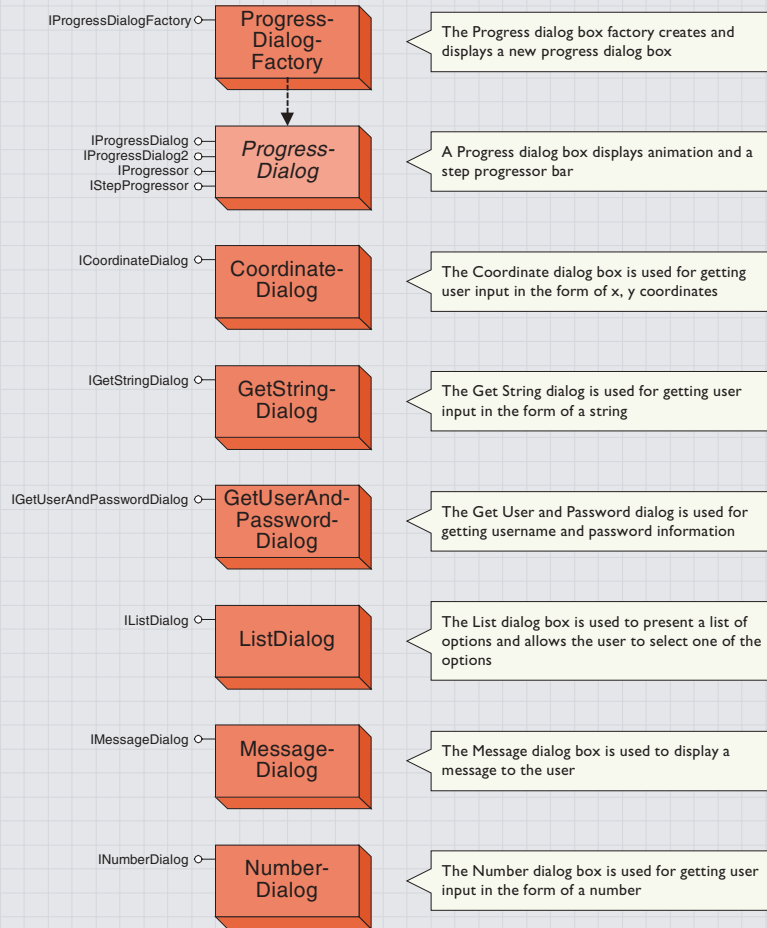 IProgressDialogFactory
Progress-
Dialog-
Factory
The Progress dialog box factory creates and
displays a new progress dialog box
IProgressDialog
IProgressDialog2
IProgressor
IStepProgressor
Progress-
Dialog
A Progress dialog box displays animation and a
step progressor bar
ICoordinateDialog
Coordinate-
Dialog
The Coordinate dialog box is used for getting
user input in the form of x, y coordinates
IGetStringDialog
GetString-
Dialog
The Get String dialog is used for getting user
input in the form of a string
IGetUserAndPasswordDialog
GetUserAnd-
Password-
Dialog
The Get User and Password dialog is used for
getting username and password information
IListDialog
ListDialog
The List dialog box is used to present a list of
options and allows the user to select one of the
options
IMessageDialog
Message-
Dialog
The Message dialog box is used to display a
message to the user
INumberDialog
Number-
Dialog
The Number dialog box is used for getting user
input in the form of a number